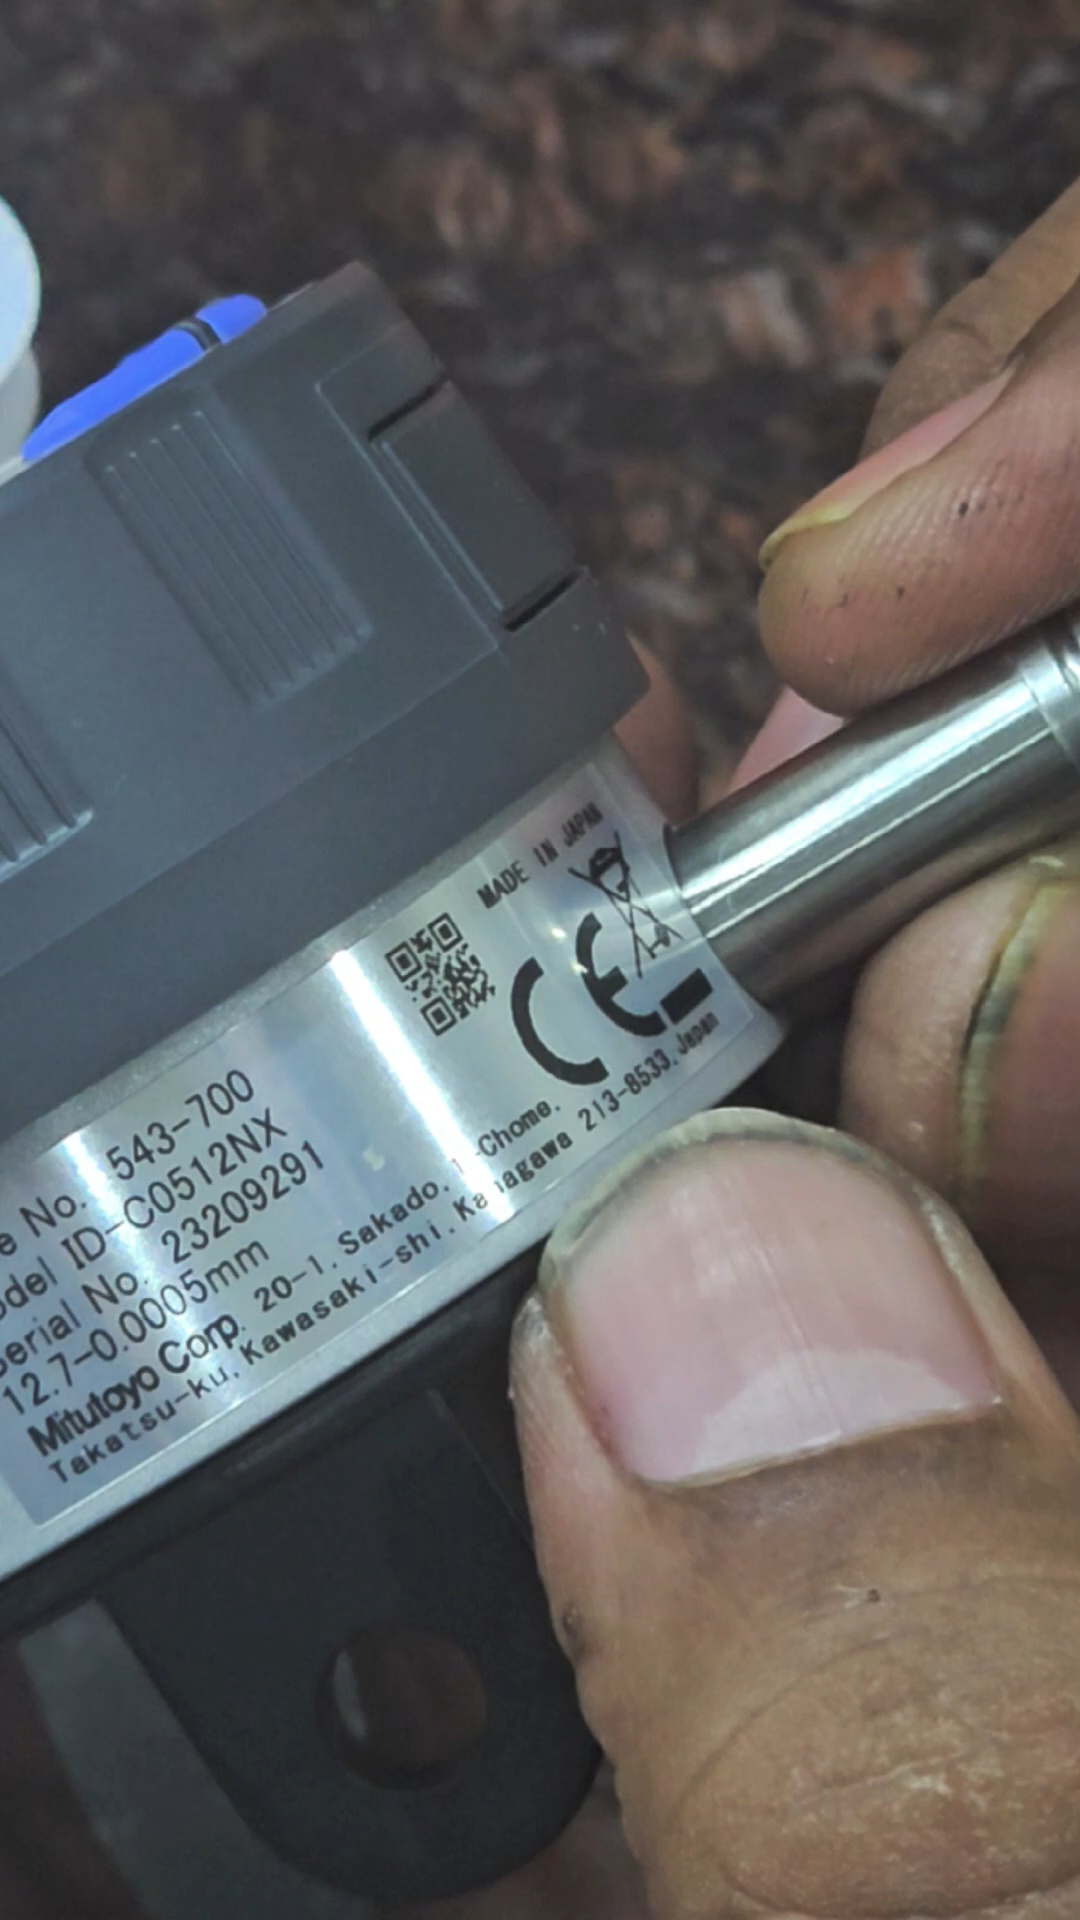 MADE IN JAPAN
e No. 543-700
odel ID-C0512NX
Serial No. 23209291
12.7-0.0005mm
Mitutoyo Corp. 20-1, Sakado, 1-Chome,
Takatsu-ku, Kawasaki-shi, Kanagawa 213-8533, Japan
CE